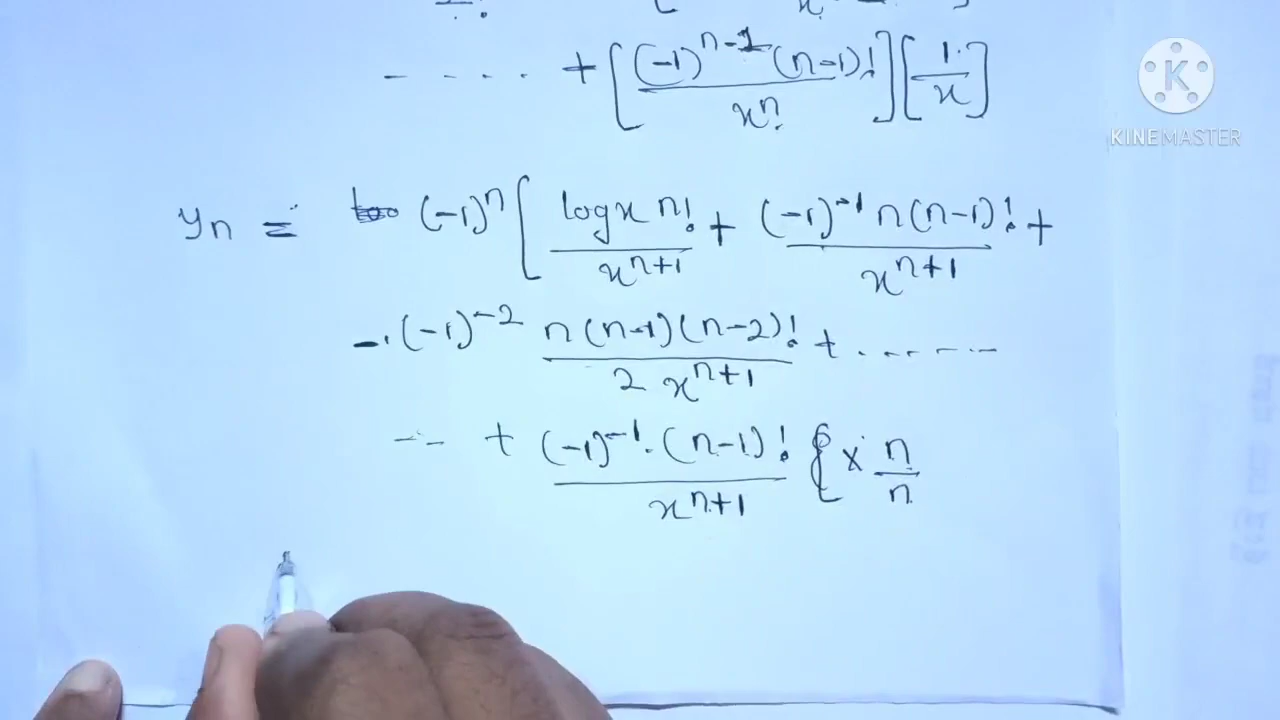 - - - - . + [ (-1)^{n-1} (n-1)! / x^n ] [ 1 / x ]
K
KINEMASTER
y_n = (-1)^n [ log x n! / x^{n+1} + (-1)^{-1} n(n-1)! / x^{n+1} +
-. (-1)^{-2} n(n-1)(n-2)! / 2 x^{n+1} + . - - - - -
- - + (-1)^{-1} . (n-1)! / x^{n+1} { x n / n